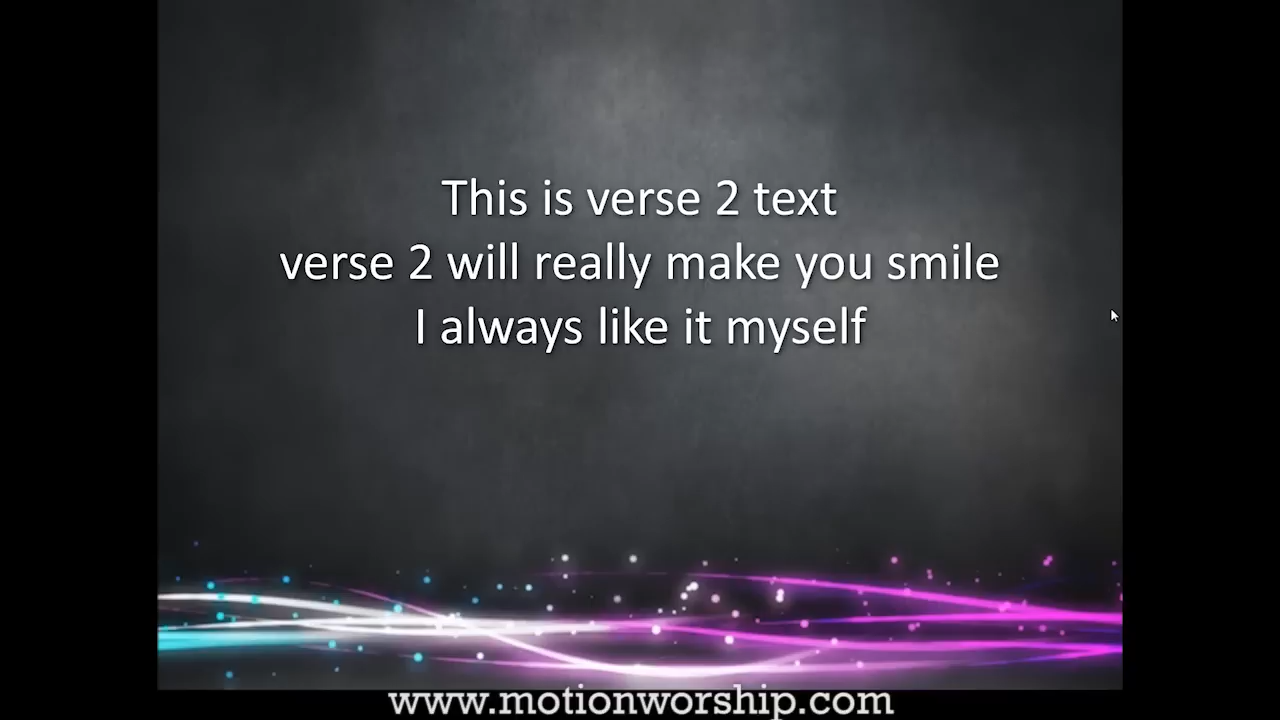 This is verse 2 text
verse 2 will really make you smile
I always like it myself
www.motionworship.com